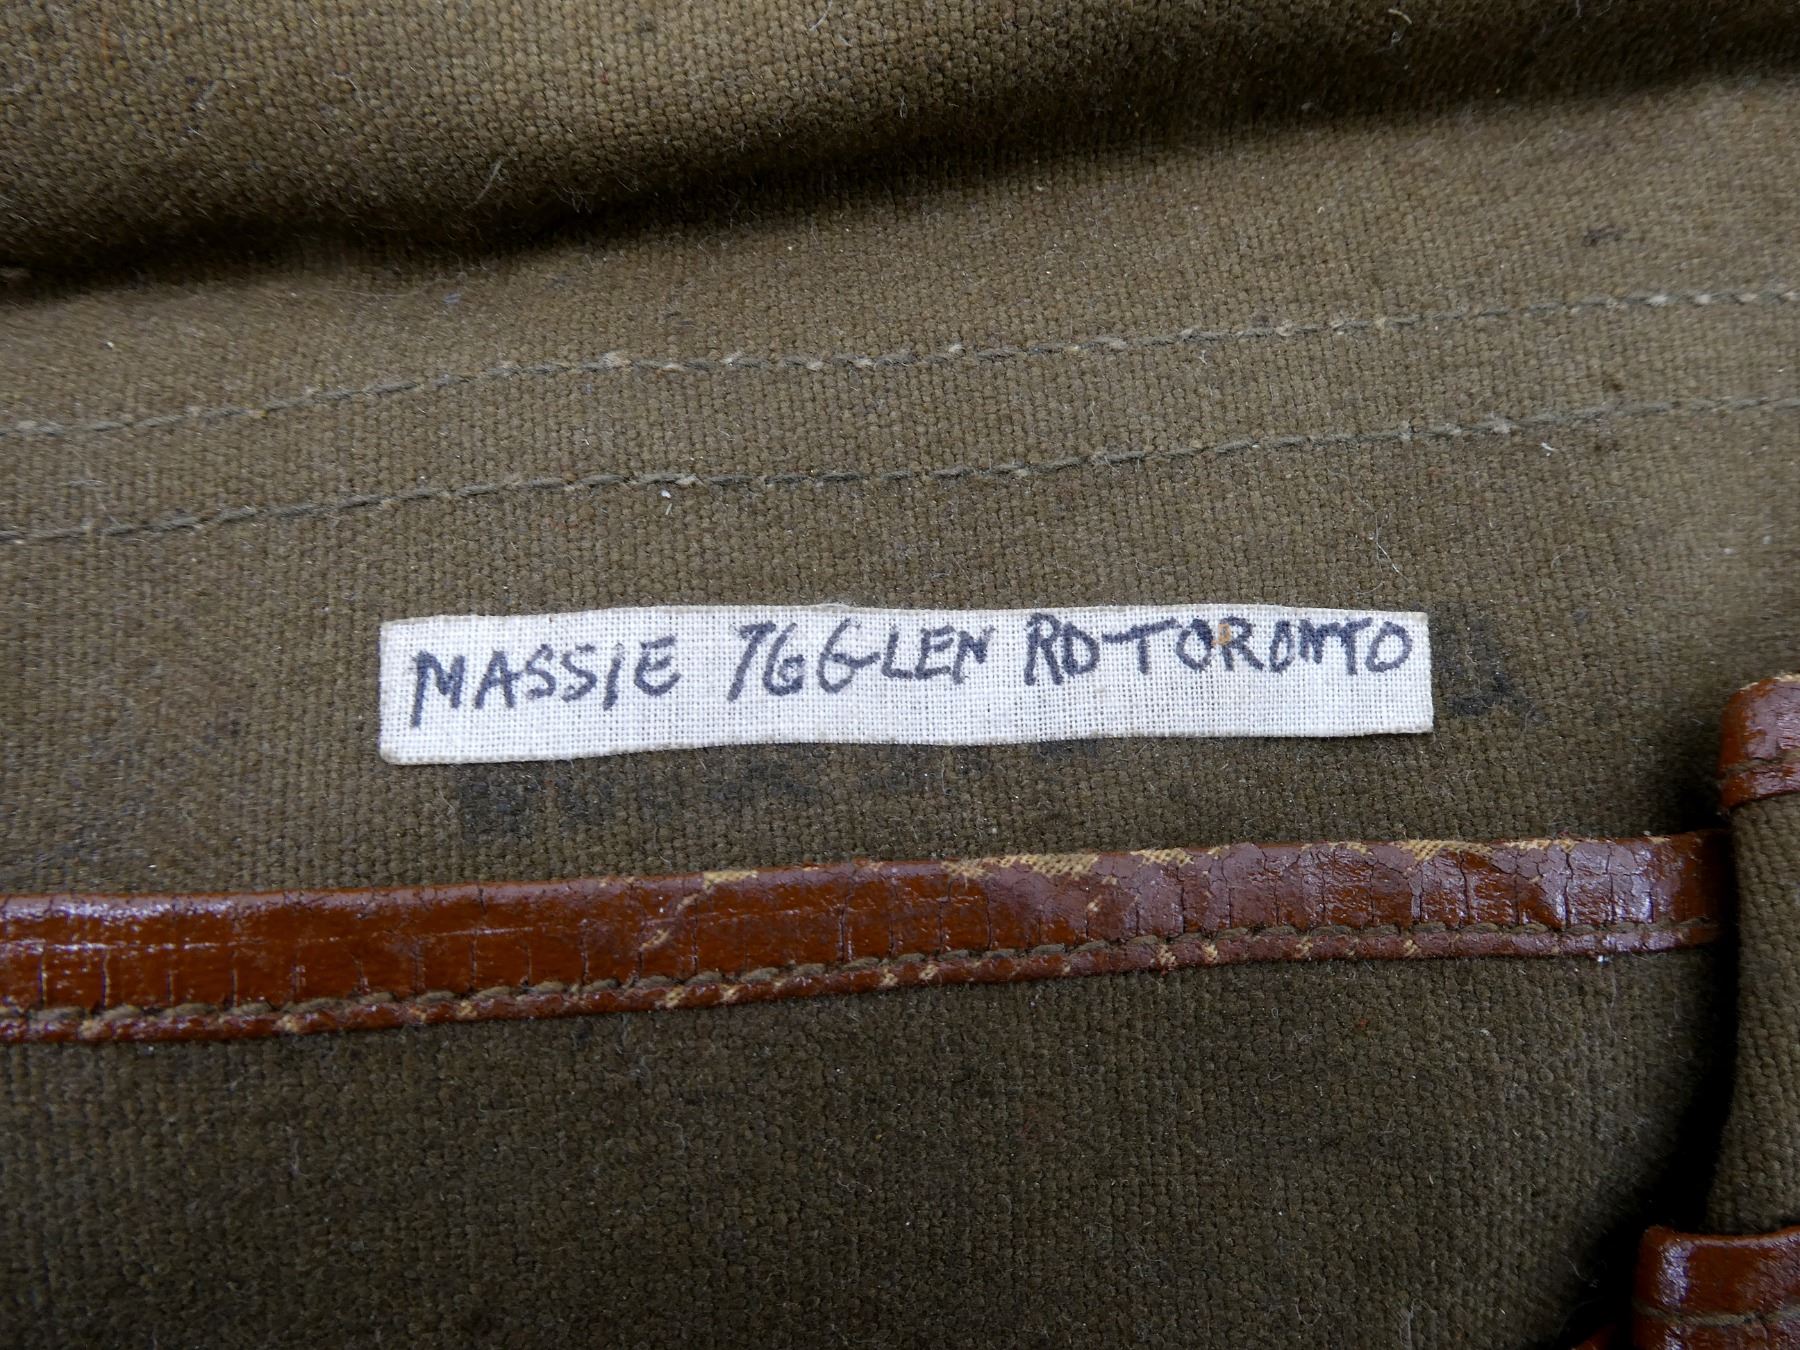 MASSIE 76 GLEN RD TORONTO